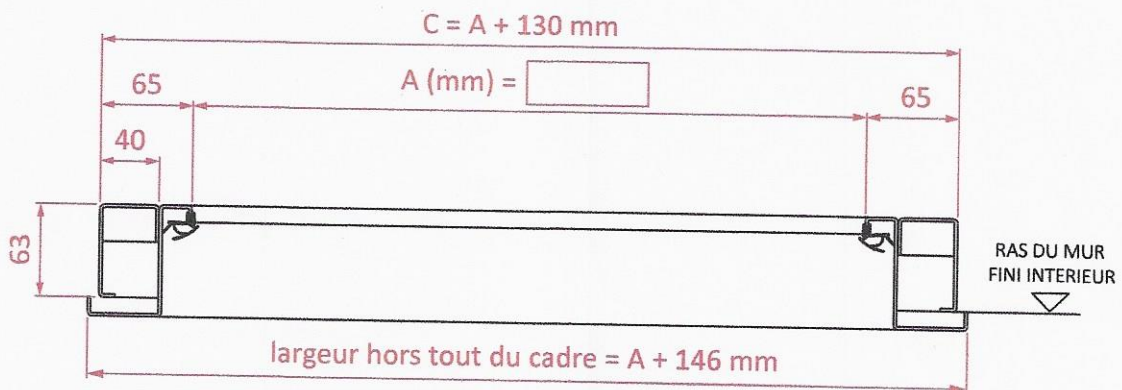 C = A + 130 mm
65
A (mm) =
65
40
63
RAS DU MUR
FINI INTERIEUR
largeur hors tout du cadre = A + 146 mm